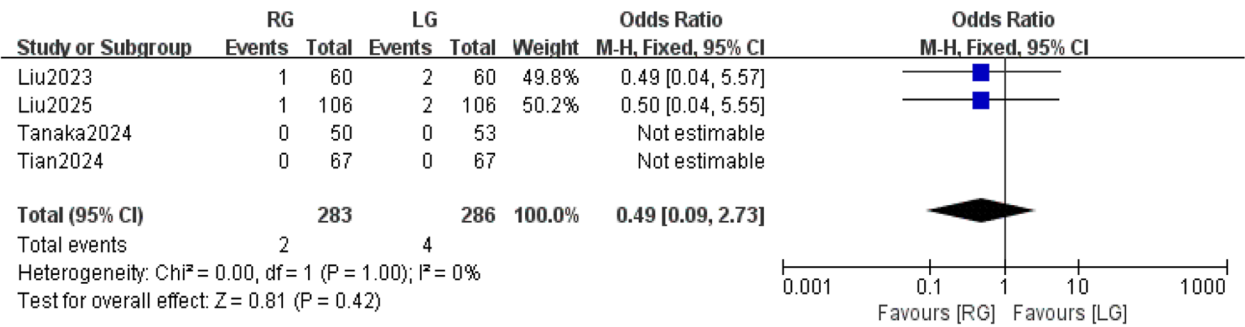 RG LG Odds Ratio Odds Ratio
Study or Subgroup Events Total Events Total Weight M-H, Fixed, 95% CI M-H, Fixed, 95% CI
Liu2023 1 60 2 60 49.8% 0.49 [0.04, 5.57]
Liu2025 1 106 2 106 50.2% 0.50 [0.04, 5.55]
Tanaka2024 0 50 0 53 Not estimable
Tian2024 0 67 0 67 Not estimable
Total (95% CI) 283 286 100.0% 0.49 [0.09, 2.73]
Total events 2 4
Heterogeneity: Chi² = 0.00, df = 1 (P = 1.00); I² = 0%
Test for overall effect: Z = 0.81 (P = 0.42)
0.001 0.1 1 10 1000
Favours [RG] Favours [LG]